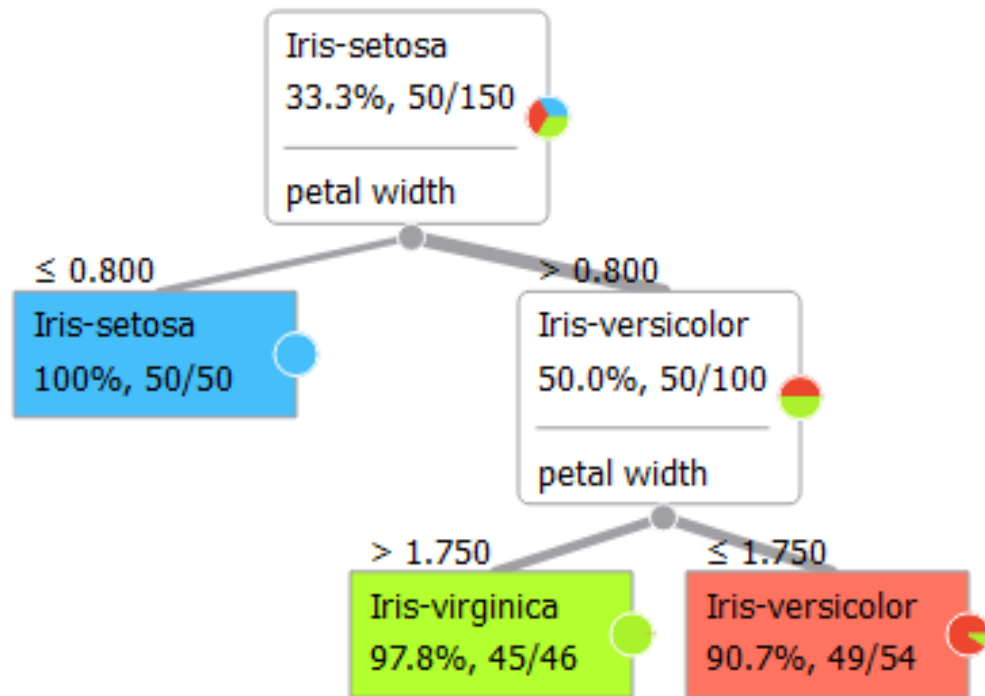 Iris-setosa
33.3%, 50/150
petal width
≤ 0.800
> 0.800
Iris-setosa
100%, 50/50
Iris-versicolor
50.0%, 50/100
petal width
> 1.750
≤ 1.750
Iris-virginica
97.8%, 45/46
Iris-versicolor
90.7%, 49/54